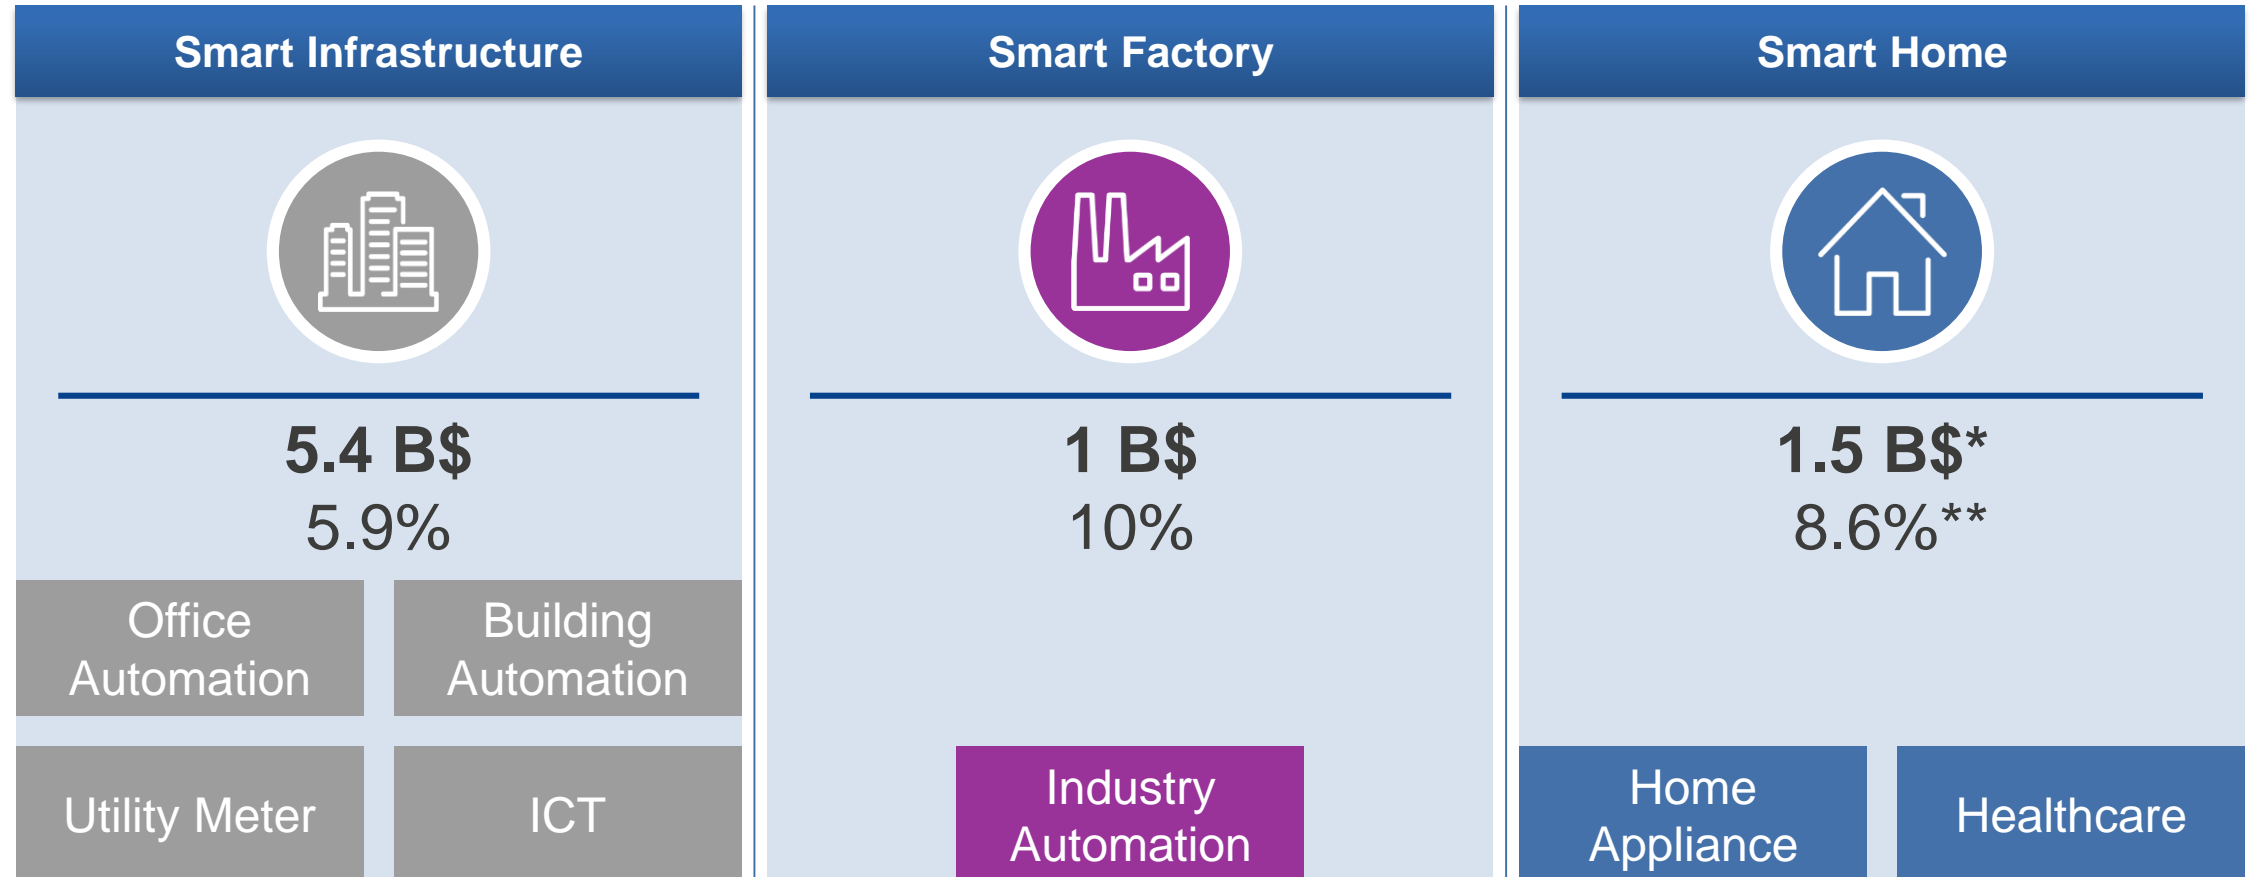 Smart Infrastructure
5.4 B$
5.9%
Office
Automation
Building
Automation
Utility Meter
ICT
Smart Factory
1 B$
10%
Industry
Automation
Smart Home
1.5 B$*
8.6%**
Home
Appliance
Healthcare